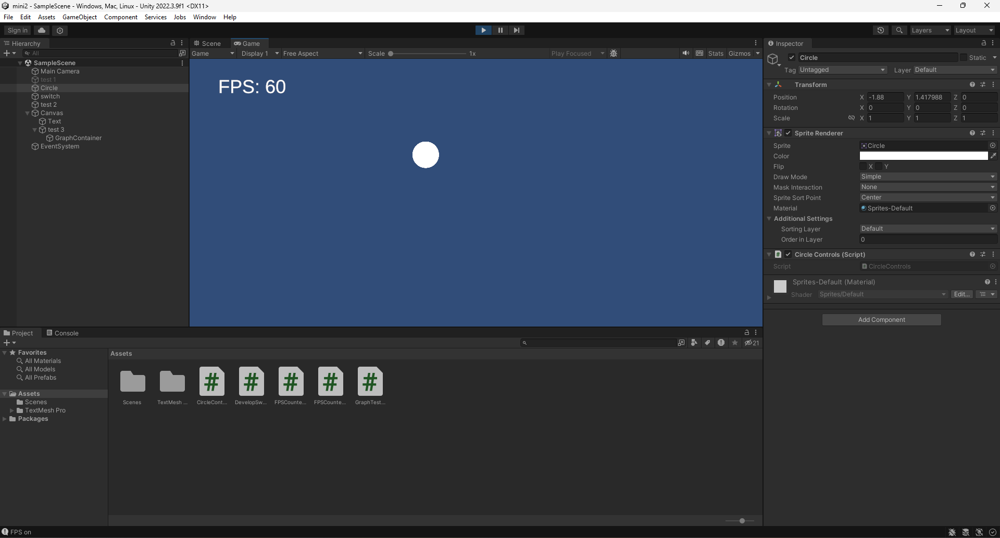 mini2 - SampleScene - Windows, Mac, Linux - Unity 2022.3.9f1 <DX11>
File Edit Assets GameObject Component Services Jobs Window Help
Sign in
Layers
Layout
Hierarchy
All
SampleScene
Main Camera
test 1
Circle
switch
test 2
Canvas
Text
test 3
GraphContainer
EventSystem
Scene
Game
Game Display 1 Free Aspect Scale 1x Play Focused Stats Gizmos
FPS: 60
Inspector
Circle Static
Tag Untagged Layer Default
Transform
Position X -1.88 Y 1.417988 Z 0
Rotation X 0 Y 0 Z 0
Scale X 1 Y 1 Z 1
Sprite Renderer
Sprite Circle
Color
Flip X Y
Draw Mode Simple
Mask Interaction None
Sprite Sort Point Center
Material Sprites-Default
Additional Settings
Sorting Layer Default
Order in Layer 0
# Circle Controls (Script)
Script CircleControls
Sprites-Default (Material)
Shader Sprites/Default Edit...
Add Component
Project
Console
21
Favorites
All Materials
All Models
All Prefabs
Assets
Scenes
TextMesh Pro
Packages
Assets
# # # # #
Scenes TextMesh ... CircleCont... DevelopSw... FPSCounte... FPSCounte... GraphTest...
FPS on